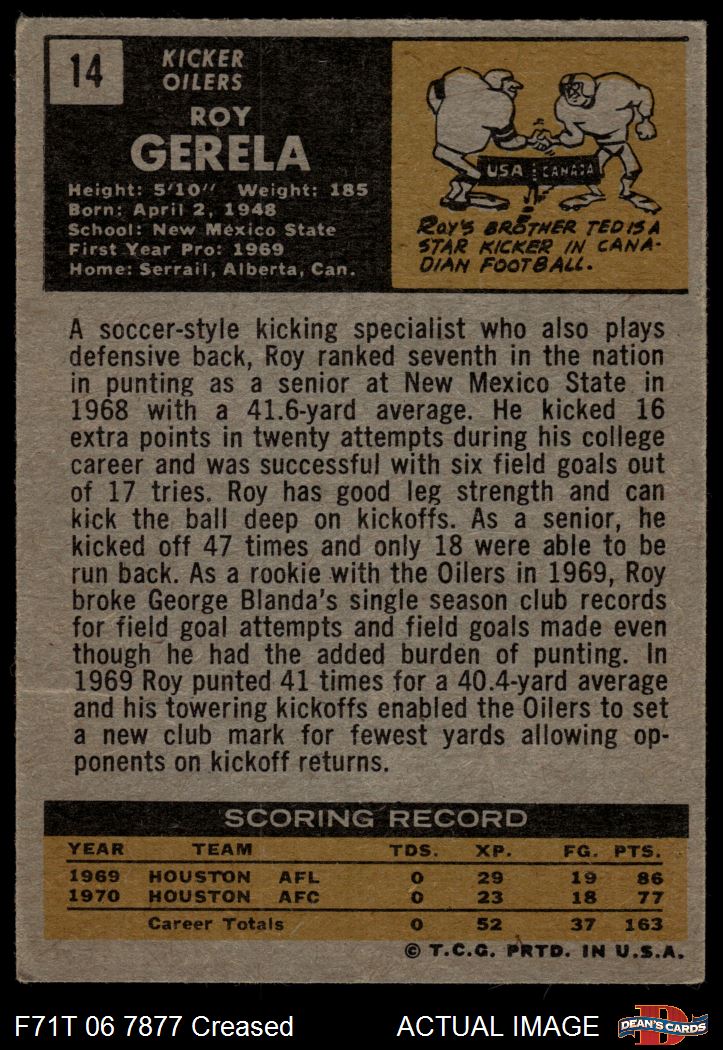 14
KICKER
OILERS
ROY
GERELA
Height: 5'10" Weight: 185
Born: April 2, 1948
School: New Mexico State
First Year Pro: 1969
Home: Serrail, Alberta, Can.
USA CANADA
ROY'S BROTHER TED IS A
STAR KICKER IN CANA-
DIAN FOOTBALL.
A soccer-style kicking specialist who also plays
defensive back, Roy ranked seventh in the nation
in punting as a senior at New Mexico State in
1968 with a 41.6-yard average. He kicked 16
extra points in twenty attempts during his college
career and was successful with six field goals out
of 17 tries. Roy has good leg strength and can
kick the ball deep on kickoffs. As a senior, he
kicked off 47 times and only 18 were able to be
run back. As a rookie with the Oilers in 1969, Roy
broke George Blanda's single season club records
for field goal attempts and field goals made even
though he had the added burden of punting. In
1969 Roy punted 41 times for a 40.4-yard average
and his towering kickoffs enabled the Oilers to set
a new club mark for fewest yards allowing op-
ponents on kickoff returns.
SCORING RECORD
YEAR TEAM TDS. XP. FG. PTS.
1969 HOUSTON AFL 0 29 19 86
1970 HOUSTON AFC 0 23 18 77
Career Totals 0 52 37 163
© T.C.G. PRTD. IN U.S.A.
F71T 06 7877 Creased ACTUAL IMAGE
D
DEAN'S CARDS